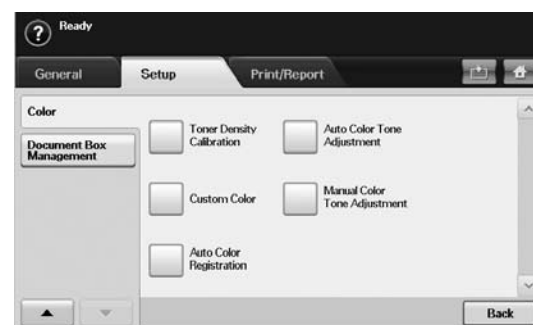 ?
Ready
General
Setup
Print/Report
Color
Document Box
Management
Toner Density
Calibration
Auto Color Tone
Adjustment
Custom Color
Manual Color
Tone Adjustment
Auto Color
Registration
Back